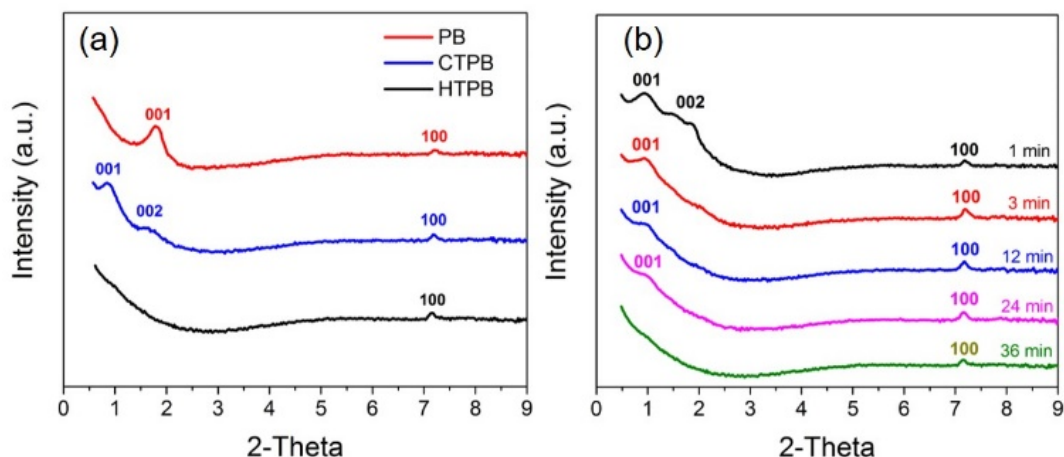 (a)
PB
CTPB
HTPB
001
100
001
002
100
100
Intensity (a.u.)
0 1 2 3 4 5 6 7 8 9
2-Theta
(b)
001
002
100
1 min
001
100
3 min
001
100
12 min
001
100
24 min
100
36 min
Intensity (a.u.)
0 1 2 3 4 5 6 7 8 9
2-Theta